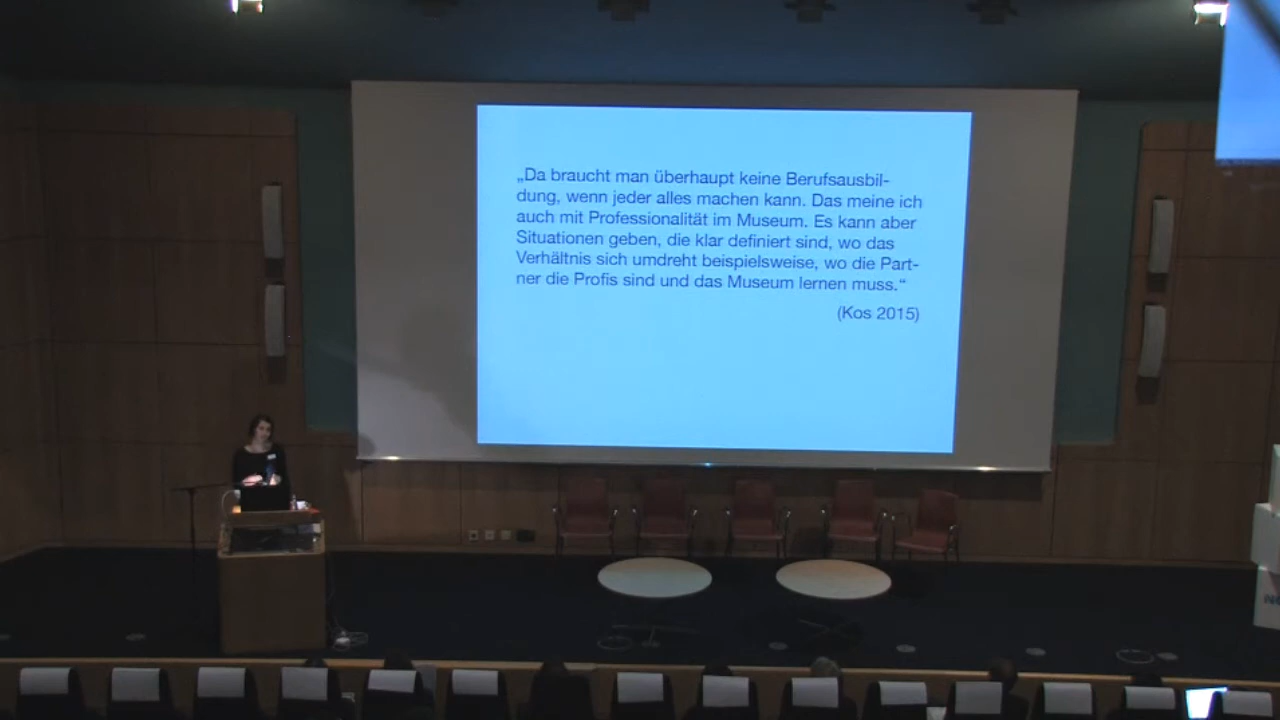 „Da braucht man überhaupt keine Berufsausbil-
dung, wenn jeder alles machen kann. Das meine ich
auch mit Professionalität im Museum. Es kann aber
Situationen geben, die klar definiert sind, wo das
Verhältnis sich umdreht beispielsweise, wo die Part-
ner die Profis sind und das Museum lernen muss.“
(Kos 2015)